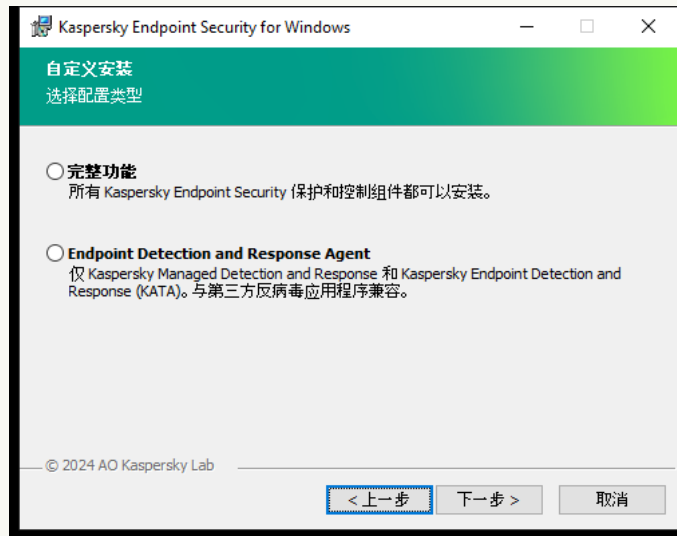 Kaspersky Endpoint Security for Windows
自定义安装
选择配置类型
完整功能
所有 Kaspersky Endpoint Security 保护和控制组件都可以安装。
Endpoint Detection and Response Agent
仅 Kaspersky Managed Detection and Response 和 Kaspersky Endpoint Detection and
Response (KATA)。与第三方反病毒应用程序兼容。
© 2024 AO Kaspersky Lab
< 上一步 下一步 > 取消